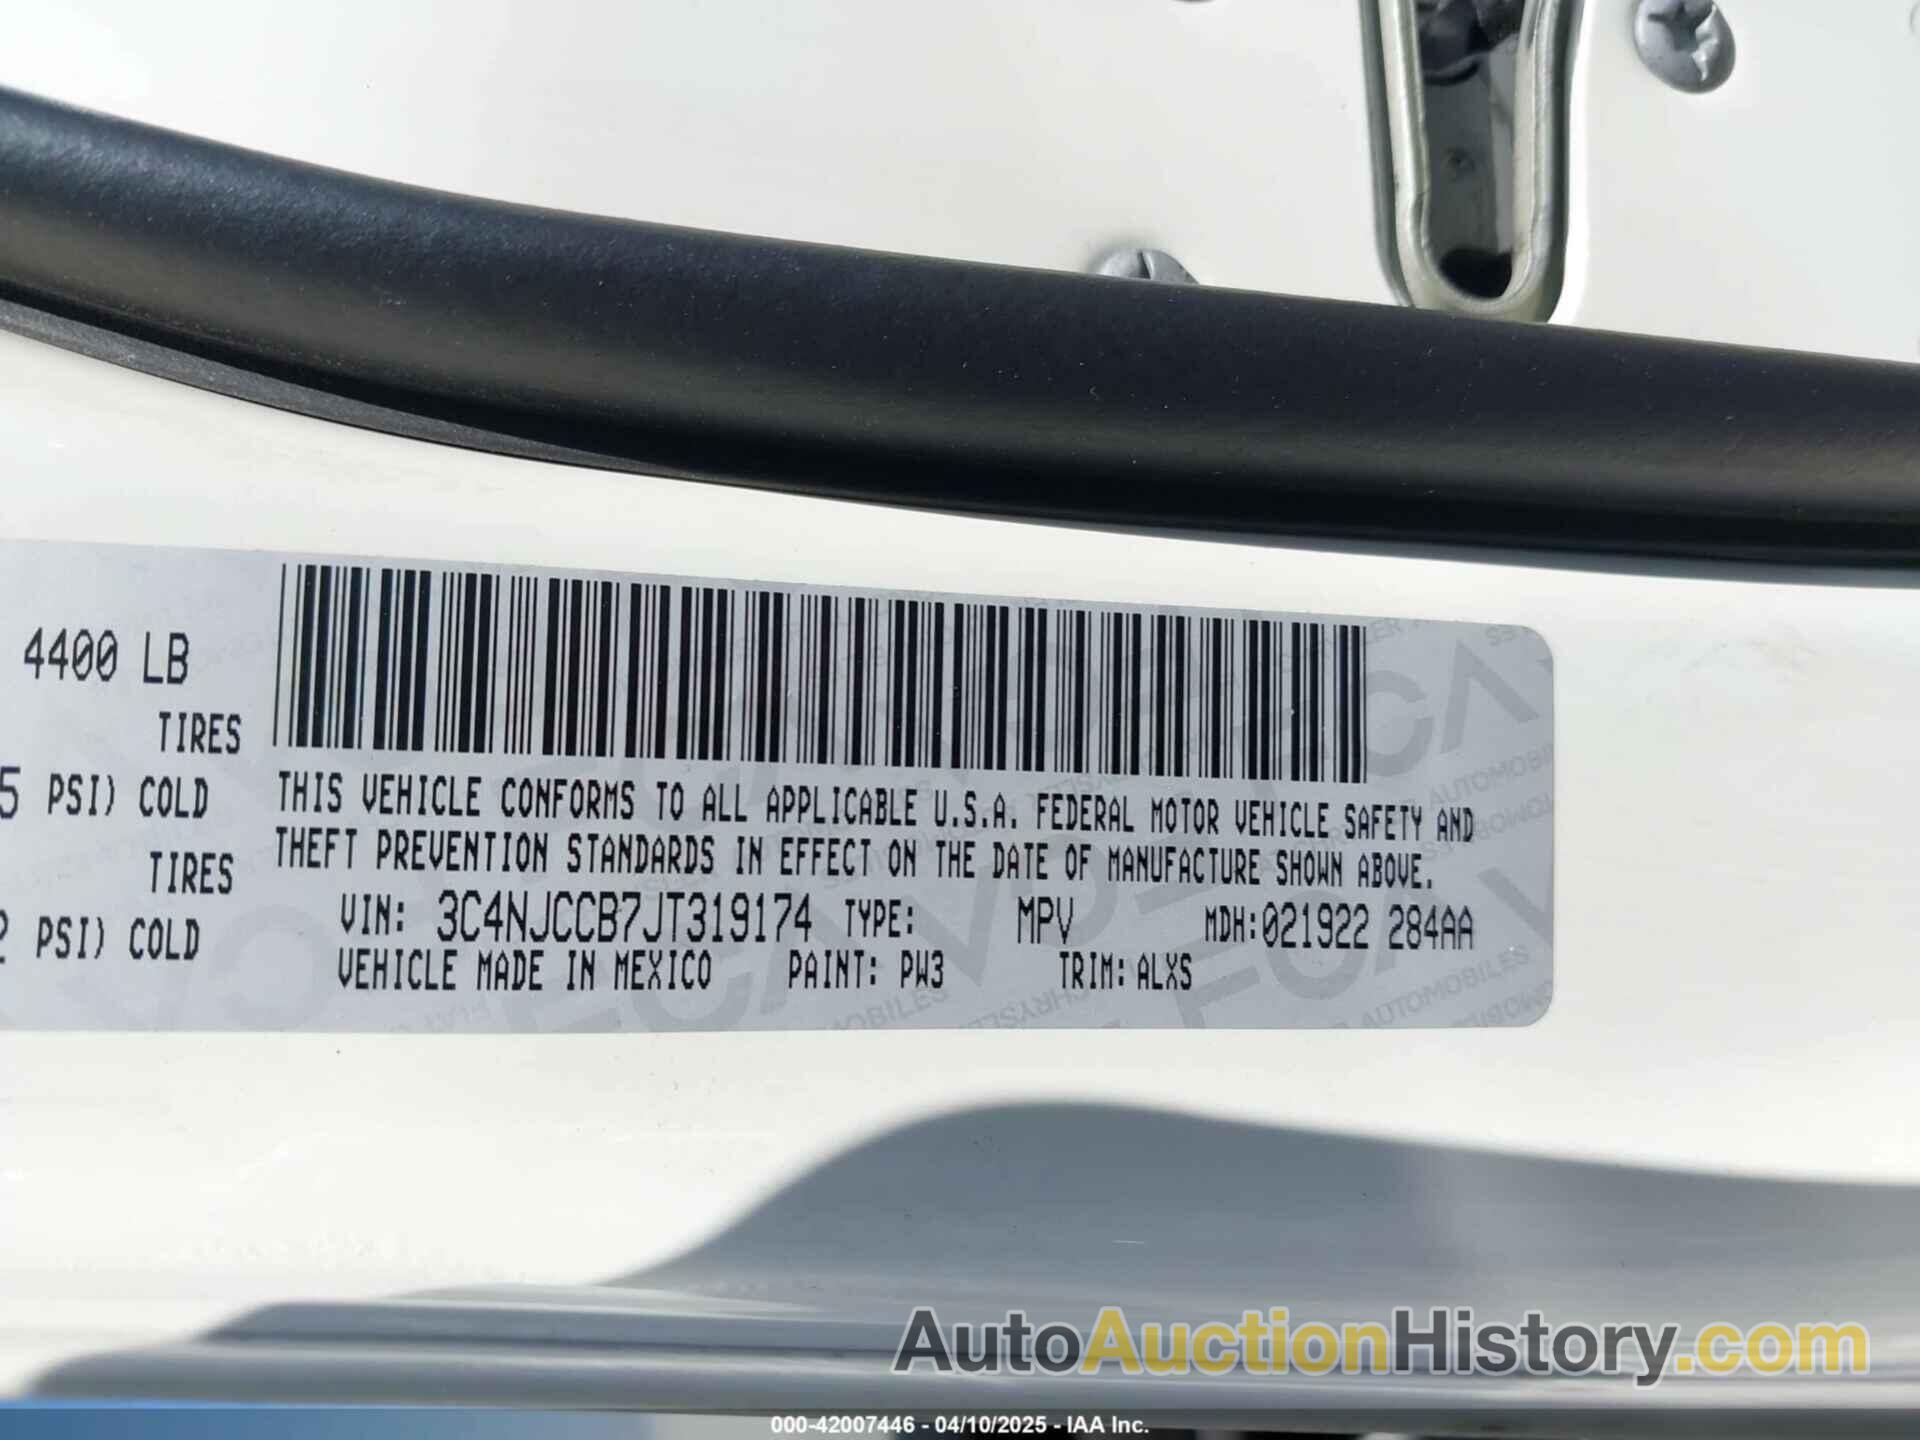 4400 LB
TIRES
5 PSI) COLD
TIRES
2 PSI) COLD
THIS VEHICLE CONFORMS TO ALL APPLICABLE U.S.A. FEDERAL MOTOR VEHICLE SAFETY AND
THEFT PREVENTION STANDARDS IN EFFECT ON THE DATE OF MANUFACTURE SHOWN ABOVE.
VIN: 3C4NJCCB7JT319174 TYPE: MPV MDH:021922 284AA
VEHICLE MADE IN MEXICO PAINT: PW3 TRIM: ALXS
AutoAuctionHistory.com
000-42007446 - 04/10/2025 - IAA Inc.